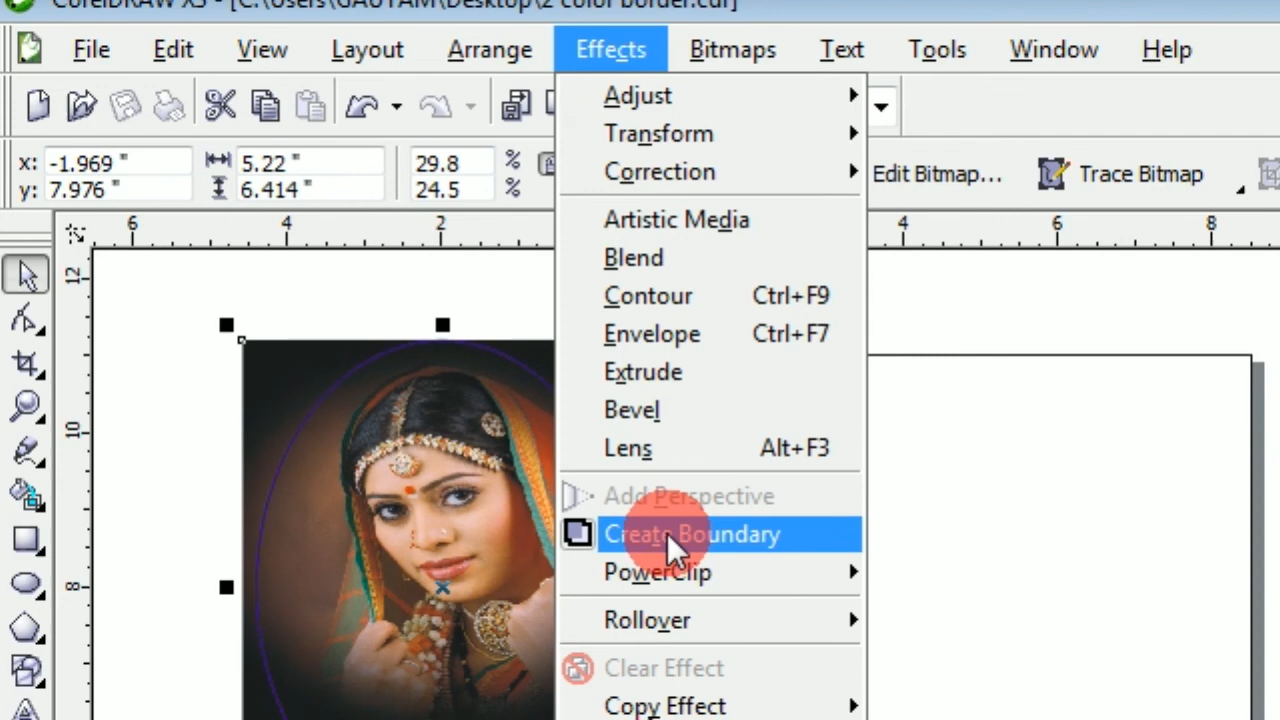 CorelDRAW X5 - [C:\Users\GAUTAM\Desktop\2 color border.cdr]
File Edit View Layout Arrange Effects Bitmaps Text Tools Window Help
x: -1.969 " 5.22 " 29.8 %
y: 7.976 " 6.414 " 24.5 %
Edit Bitmap... Trace Bitmap
6 4 2 4 6 8
12
10
8
Adjust
Transform
Correction
Artistic Media
Blend
Contour Ctrl+F9
Envelope Ctrl+F7
Extrude
Bevel
Lens Alt+F3
Add Perspective
Create Boundary
PowerClip
Rollover
Clear Effect
Copy Effect